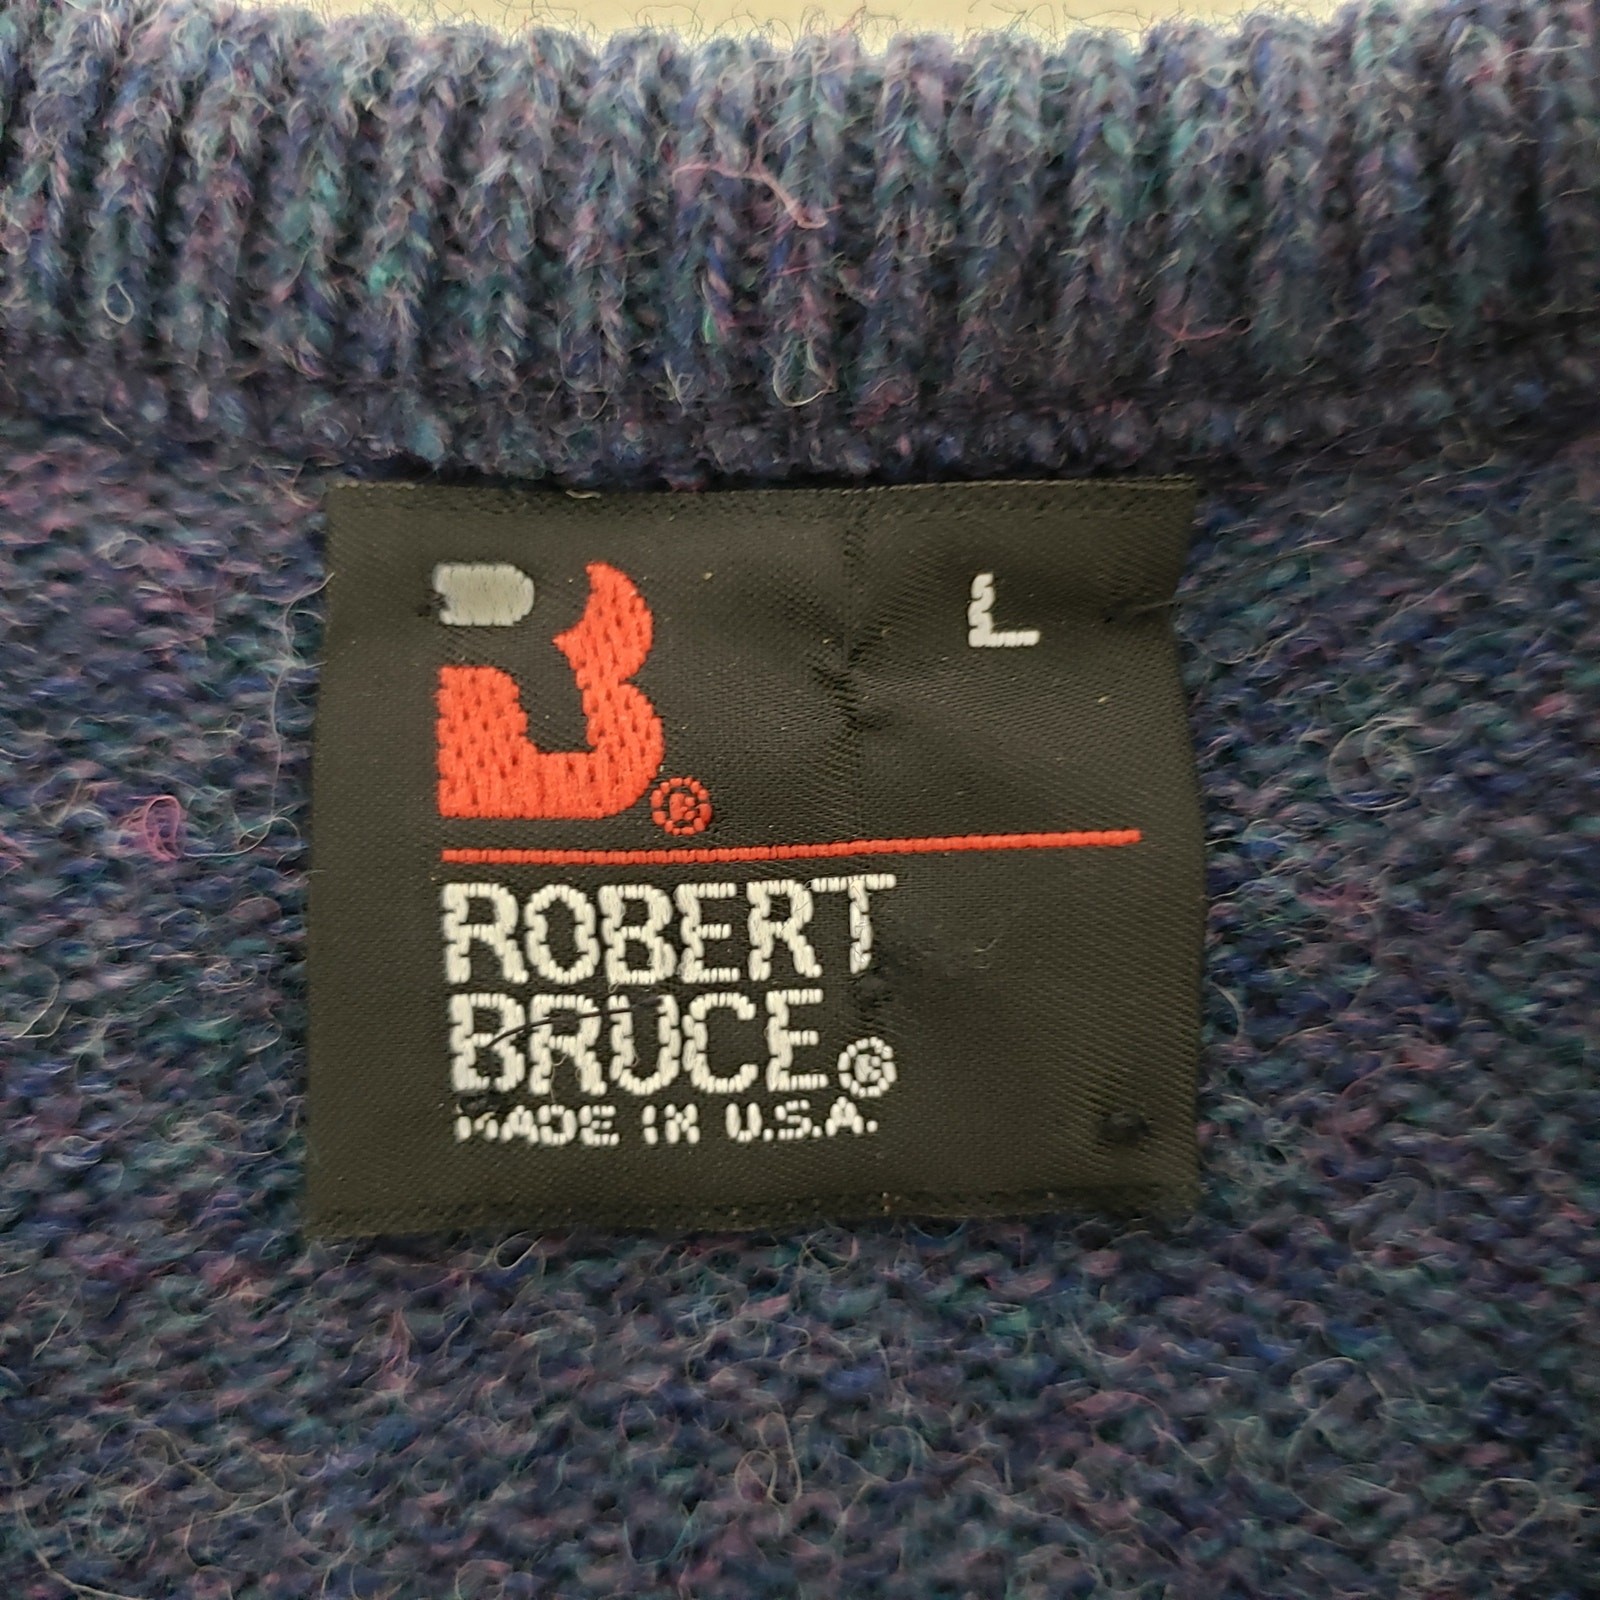 L
®
ROBERT
BRUCE®
MADE IN U.S.A.